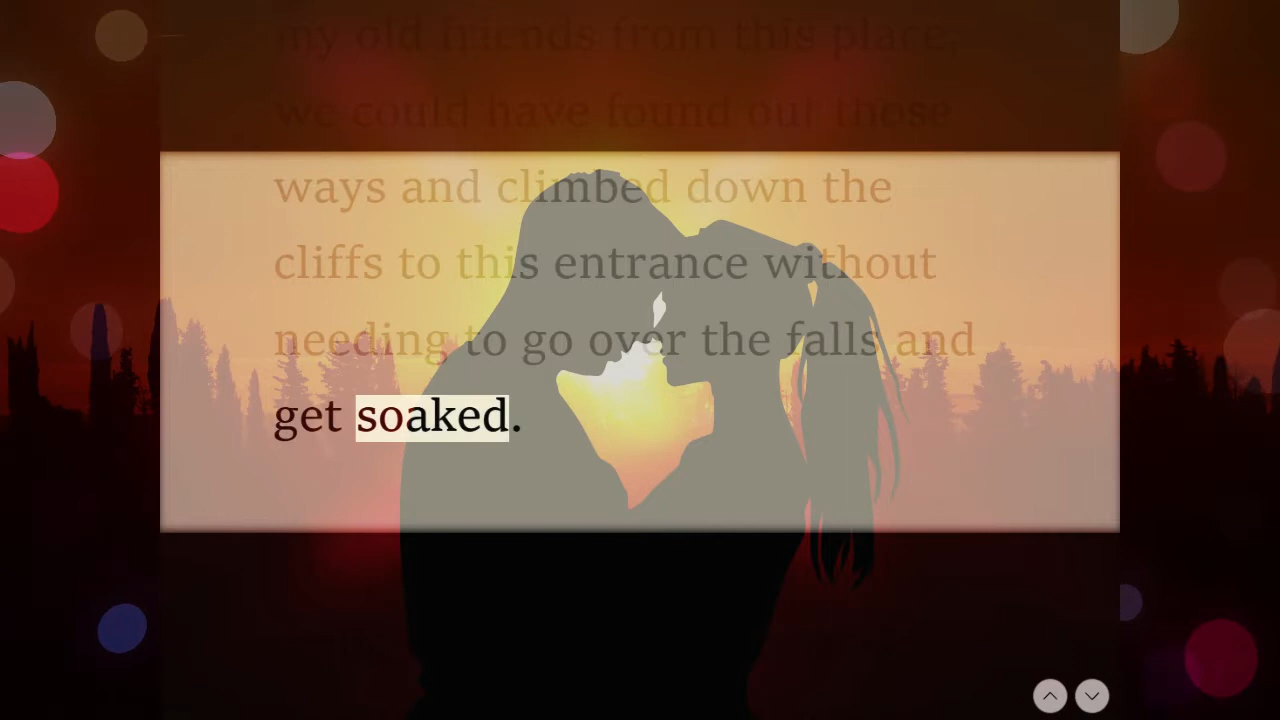 my old friends from this place,
we could have found out those
ways and climbed down the
cliffs to this entrance without
needing to go over the falls and
get soaked.